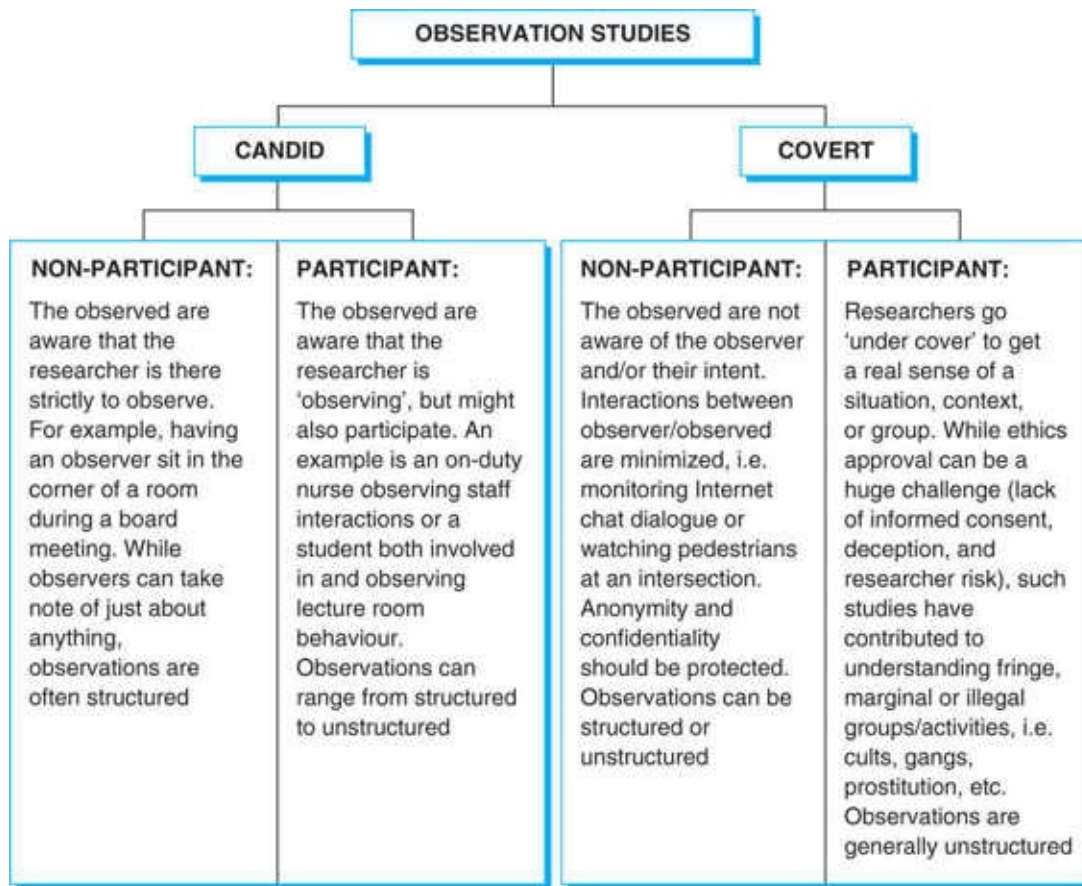 OBSERVATION STUDIES
CANDID
COVERT
NON-PARTICIPANT:
The observed are
aware that the
researcher is there
strictly to observe.
For example, having
an observer sit in the
corner of a room
during a board
meeting. While
observers can take
note of just about
anything,
observations are
often structured
PARTICIPANT:
The observed are
aware that the
researcher is
‘observing’, but might
also participate. An
example is an on-duty
nurse observing staff
interactions or a
student both involved
in and observing
lecture room
behaviour.
Observations can
range from structured
to unstructured
NON-PARTICIPANT:
The observed are not
aware of the observer
and/or their intent.
Interactions between
observer/observed
are minimized, i.e.
monitoring Internet
chat dialogue or
watching pedestrians
at an intersection.
Anonymity and
confidentiality
should be protected.
Observations can be
structured or
unstructured
PARTICIPANT:
Researchers go
‘under cover’ to get
a real sense of a
situation, context,
or group. While ethics
approval can be a
huge challenge (lack
of informed consent,
deception, and
researcher risk), such
studies have
contributed to
understanding fringe,
marginal or illegal
groups/activities, i.e.
cults, gangs,
prostitution, etc.
Observations are
generally unstructured